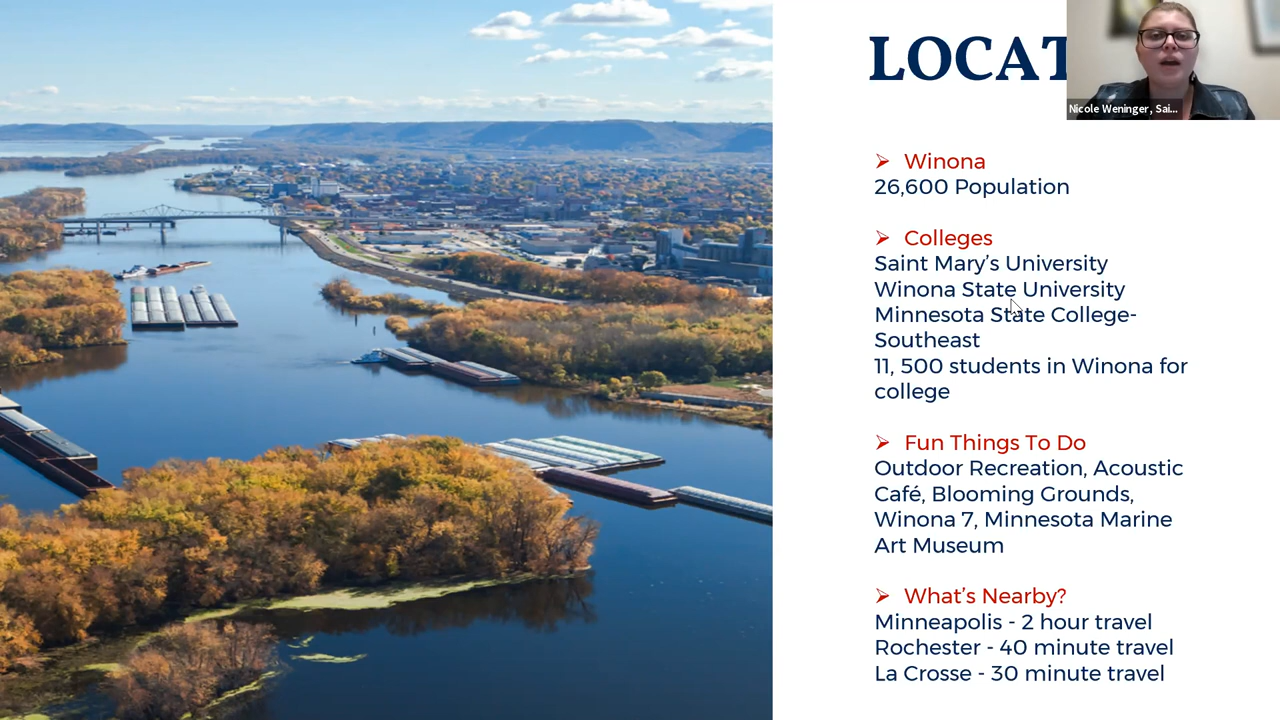 LOCAT
Nicole Weninger, Sai...
➢ Winona
26,600 Population
➢ Colleges
Saint Mary’s University
Winona State University
Minnesota State College-
Southeast
11, 500 students in Winona for
college
➢ Fun Things To Do
Outdoor Recreation, Acoustic
Café, Blooming Grounds,
Winona 7, Minnesota Marine
Art Museum
➢ What’s Nearby?
Minneapolis - 2 hour travel
Rochester - 40 minute travel
La Crosse - 30 minute travel